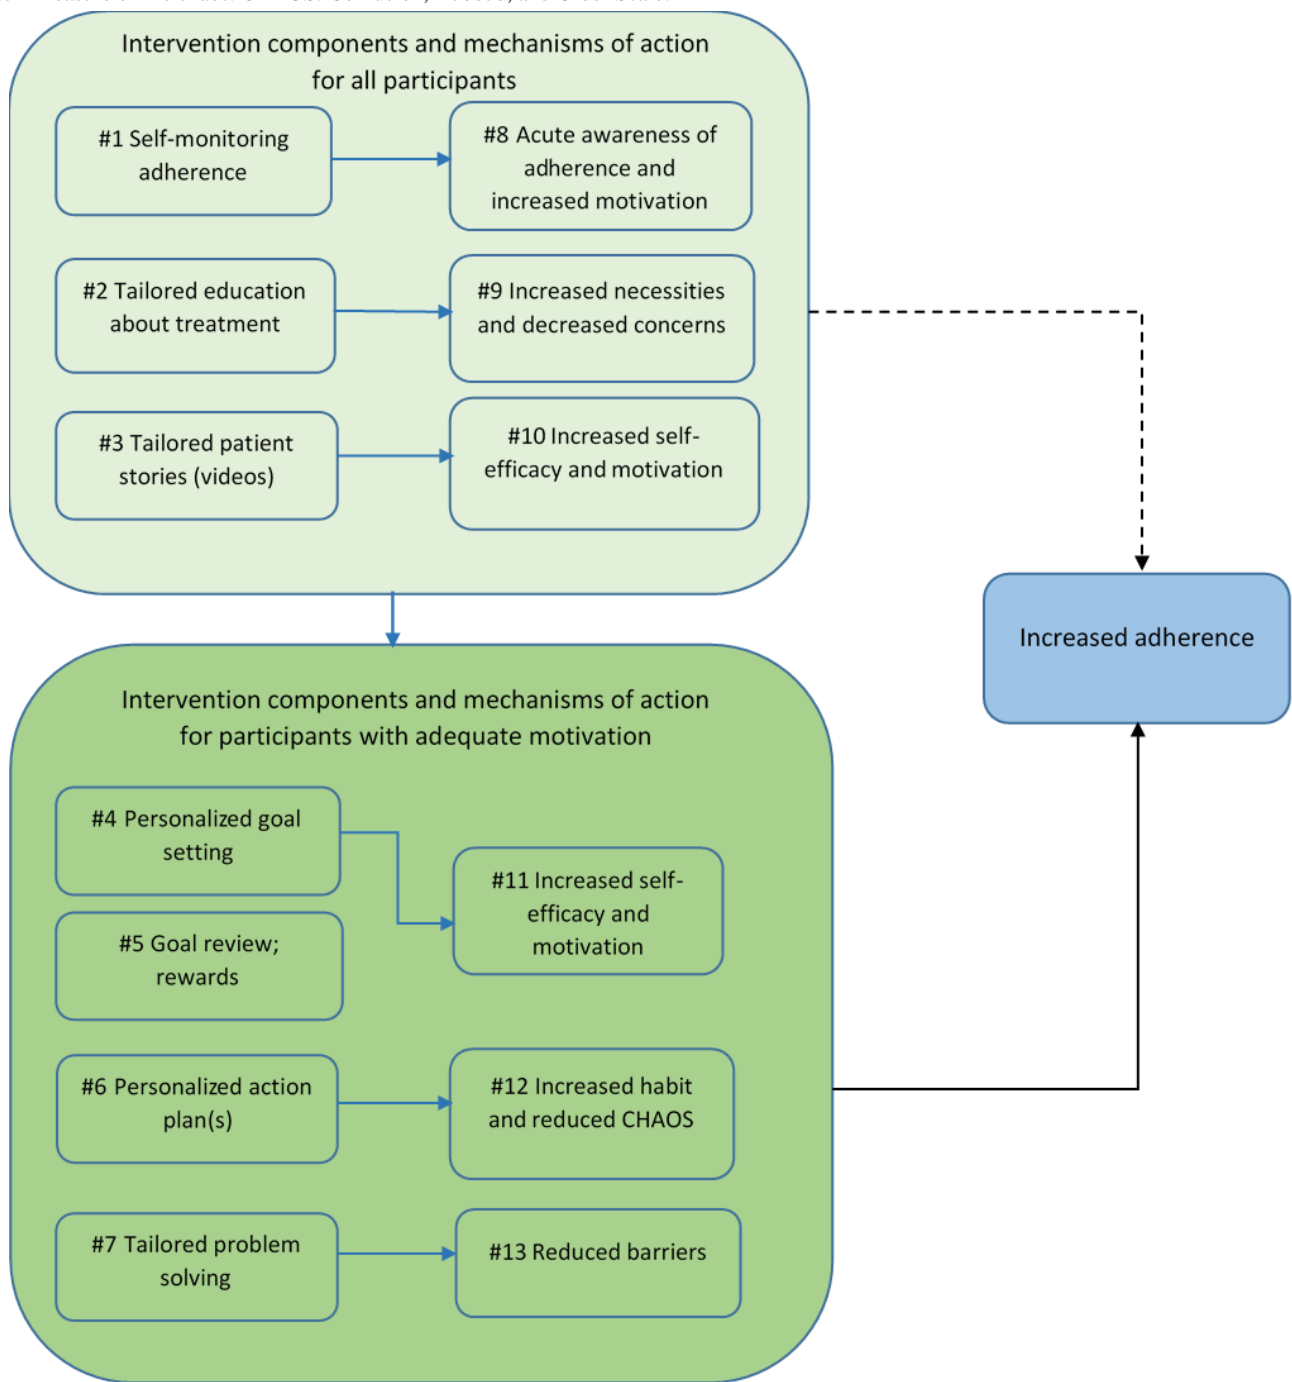 Intervention components and mechanisms of action
for all participants
#1 Self-monitoring
adherence
#8 Acute awareness of
adherence and
increased motivation
#2 Tailored education
about treatment
#9 Increased necessities
and decreased concerns
#3 Tailored patient
stories (videos)
#10 Increased self-
efficacy and motivation
Increased adherence
Intervention components and mechanisms of action
for participants with adequate motivation
#4 Personalized goal
setting
#11 Increased self-
efficacy and
motivation
#5 Goal review;
rewards
#6 Personalized action
plan(s)
#12 Increased habit
and reduced CHAOS
#7 Tailored problem
solving
#13 Reduced barriers